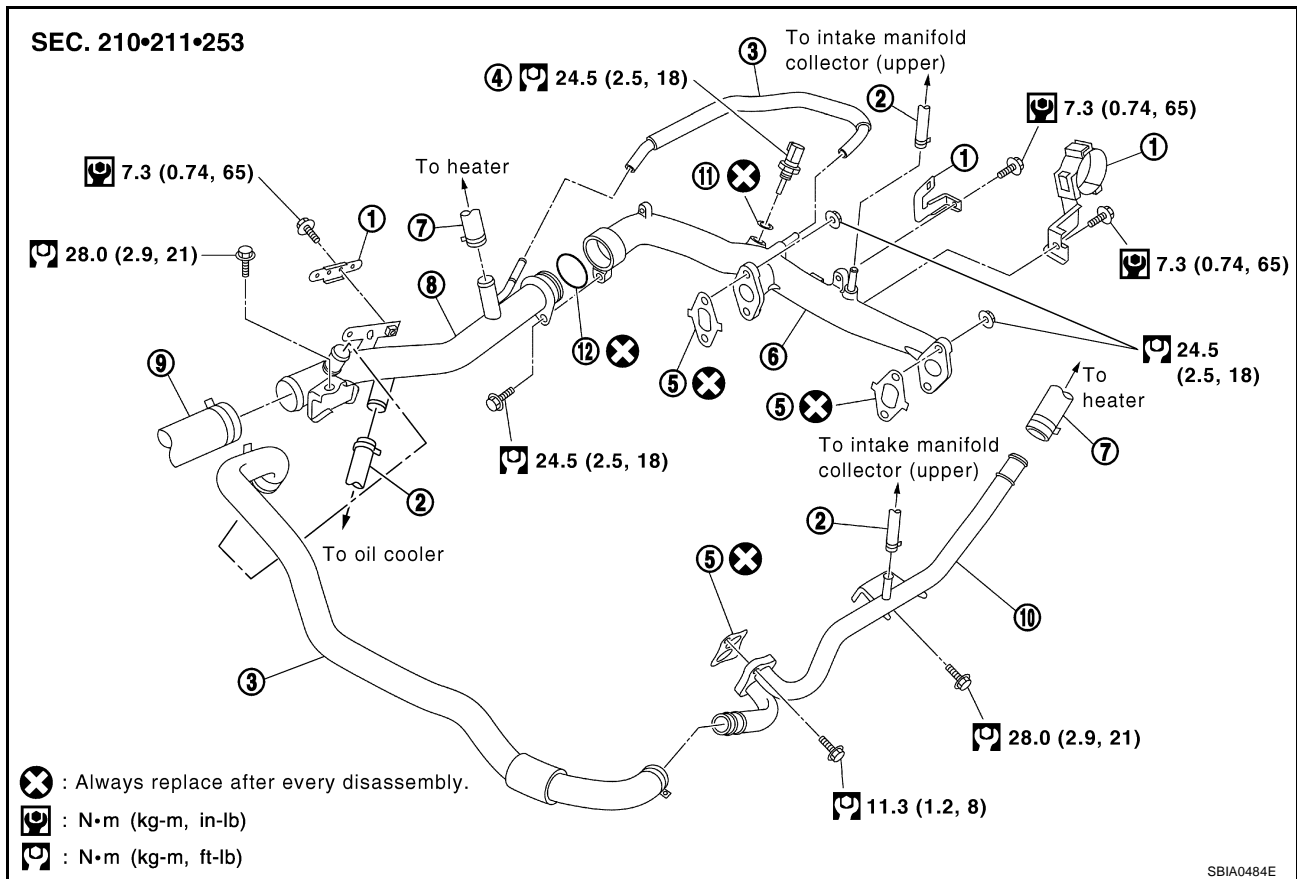 SEC. 210•211•253
To intake manifold
collector (upper)
③
④ 24.5 (2.5, 18)
②
7.3 (0.74, 65)
①
①
7.3 (0.74, 65)
To heater
⑪
①
⑦
28.0 (2.9, 21)
7.3 (0.74, 65)
⑧
⑫
⑥
⑤
24.5
(2.5, 18)
⑨
⑤
To
heater
24.5 (2.5, 18)
⑦
To intake manifold
collector (upper)
②
②
To oil cooler
⑤
⑩
③
28.0 (2.9, 21)
11.3 (1.2, 8)
: Always replace after every disassembly.
: N•m (kg-m, in-lb)
: N•m (kg-m, ft-lb)
SBIA0484E